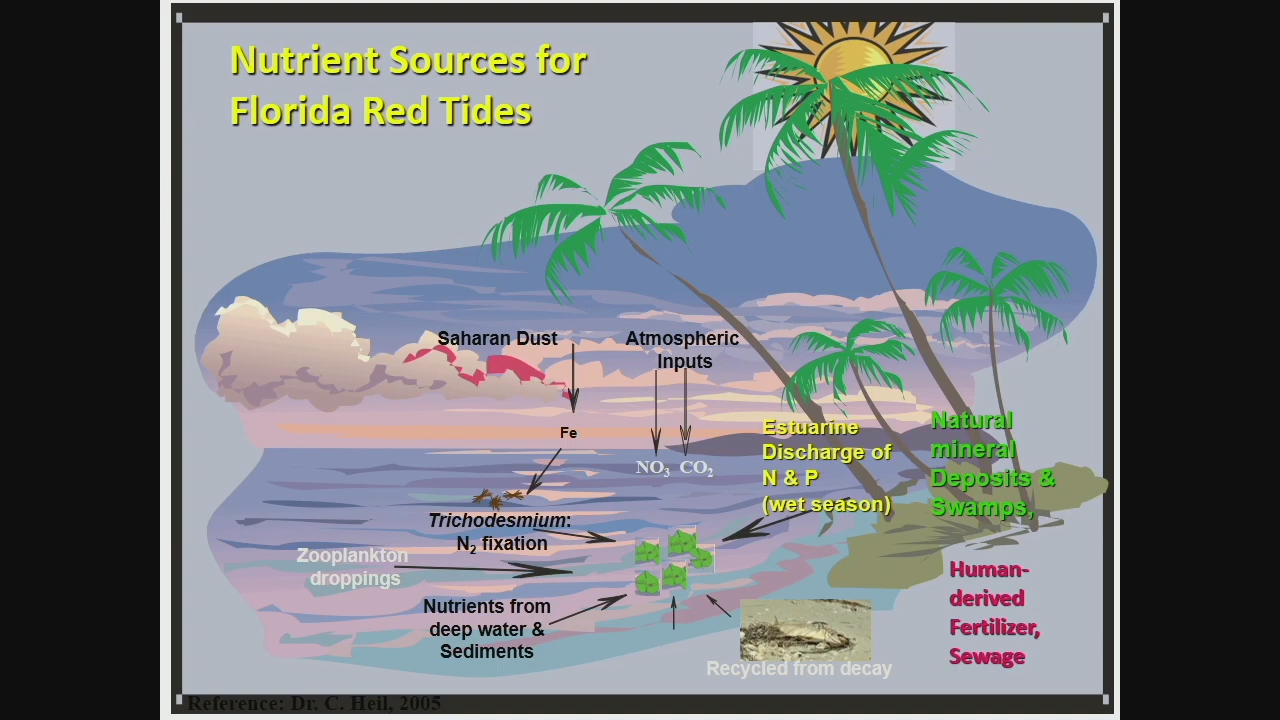 Nutrient Sources for
Florida Red Tides
Saharan Dust
Atmospheric
Inputs
Fe
NO3 CO2
Estuarine
Discharge of
N & P
(wet season)
Natural
mineral
Deposits &
Swamps,
Trichodesmium:
N2 fixation
Zooplankton
droppings
Nutrients from
deep water &
Sediments
Human-
derived
Fertilizer,
Sewage
Recycled from decay
Reference: Dr. C. Heil, 2005